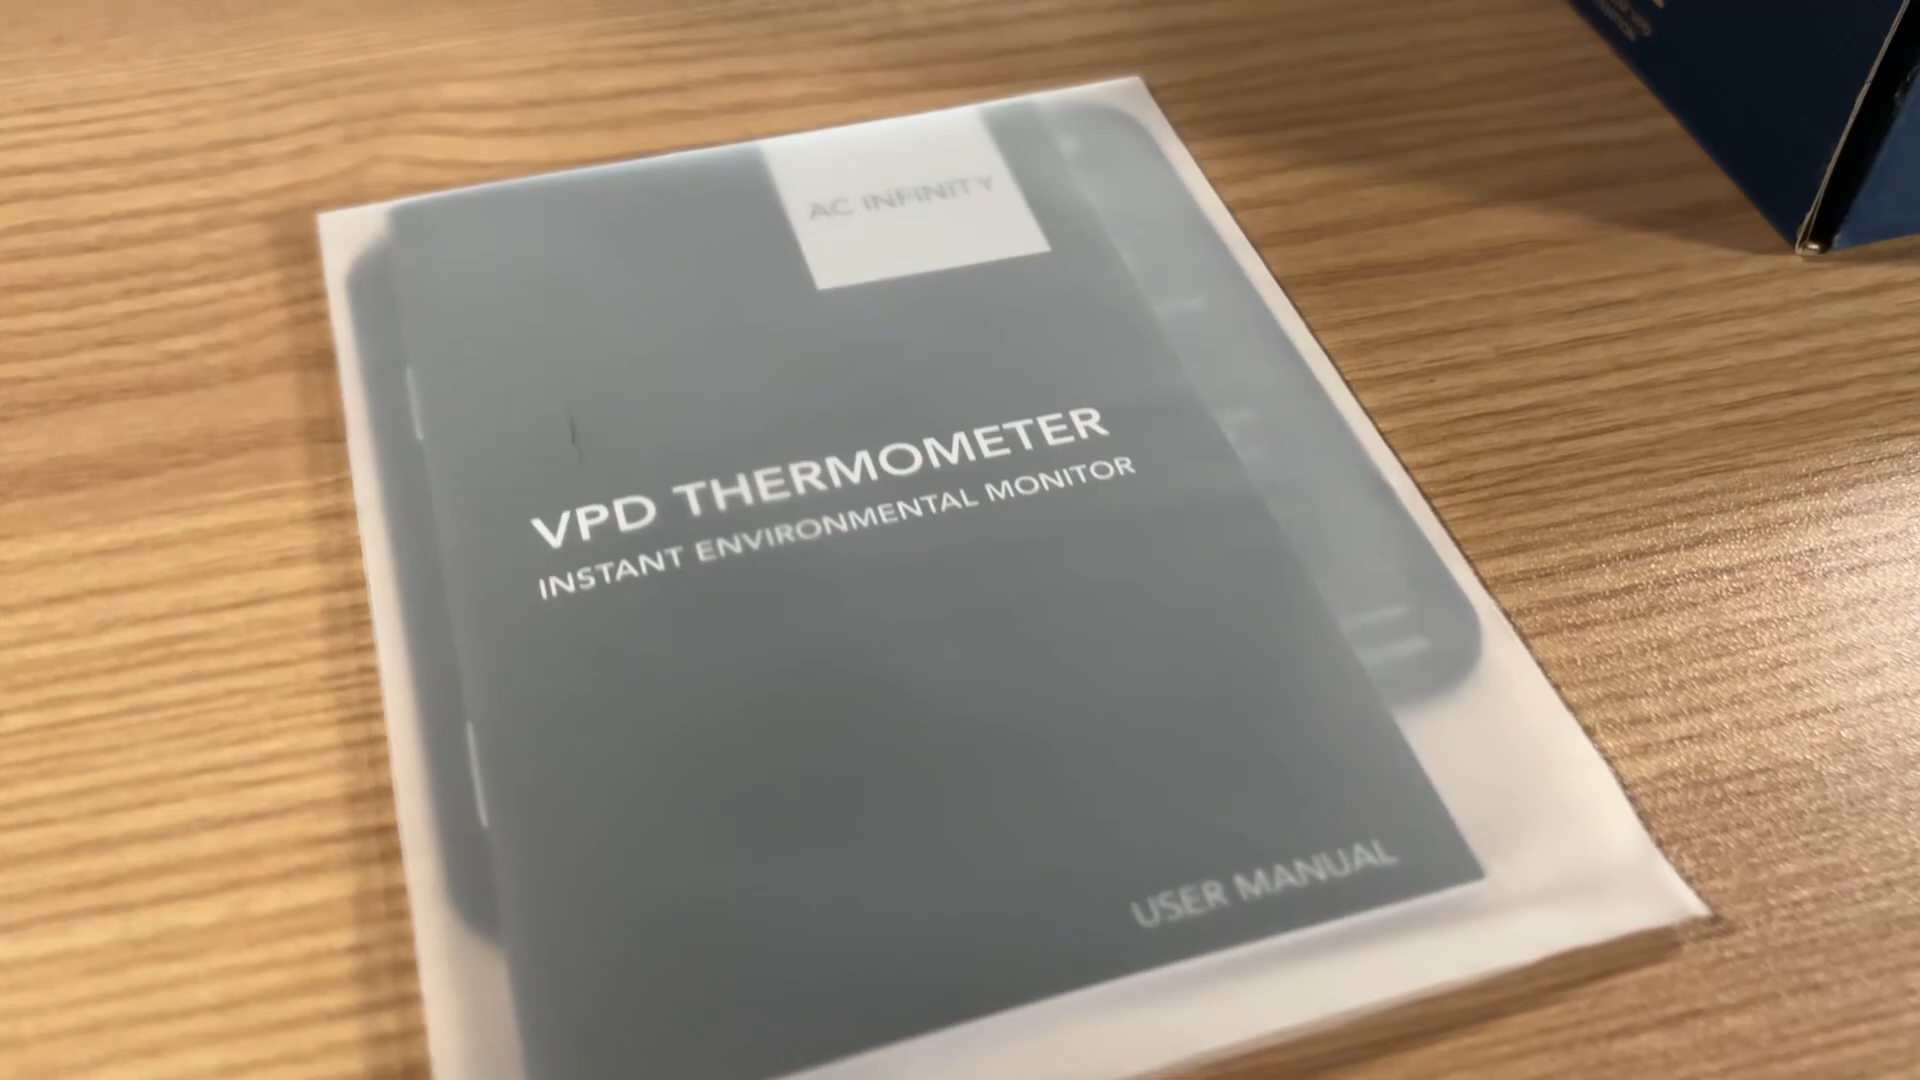 AC INFINITY
VPD THERMOMETER
INSTANT ENVIRONMENTAL MONITOR
USER MANUAL